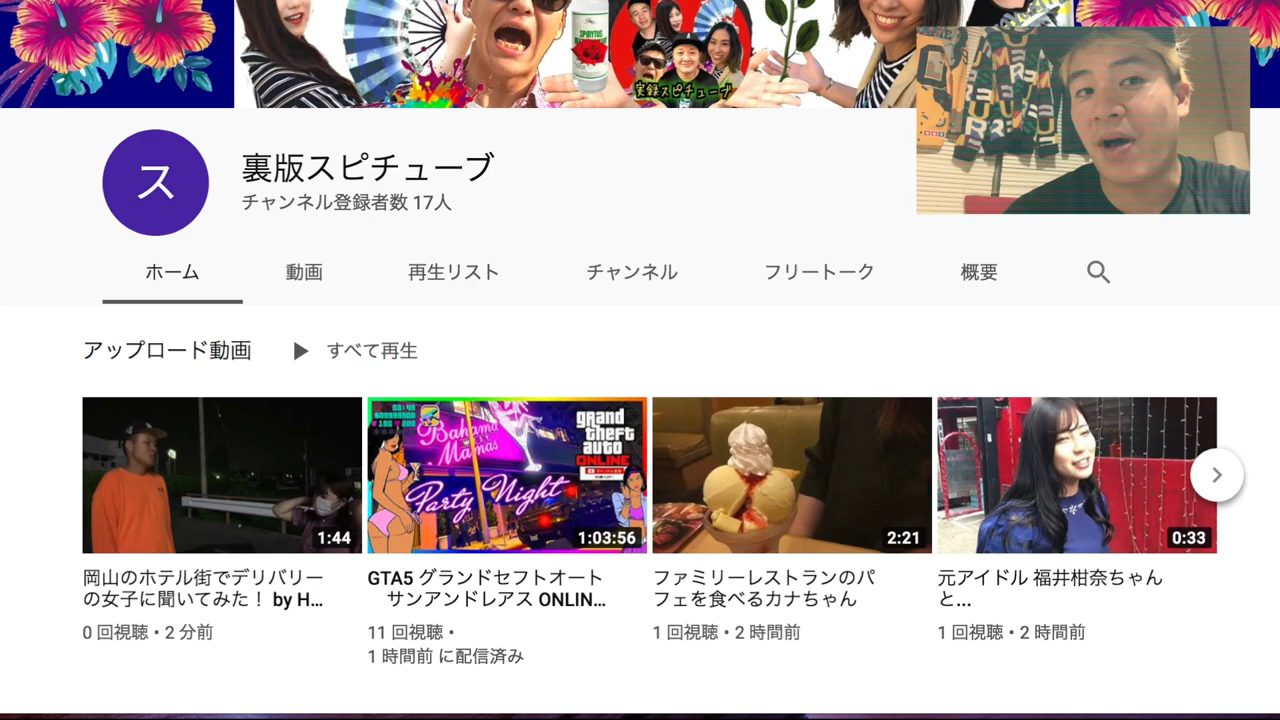 SPIRYTUS
実録スピチューブ
ス
裏版スピチューブ
チャンネル登録者数 17人
ホーム
動画
再生リスト
チャンネル
フリートーク
概要
アップロード動画
すべて再生
1:44
Bahama
Mamas
Party Night
grand
theft
auto
ONLINE
1:03:56
2:21
0:33
岡山のホテル街でデリバリー
の女子に聞いてみた！ by H...
0 回視聴・2 分前
GTA5 グランドセフトオート
サンアンドレアス ONLIN...
11 回視聴・
1 時間前 に配信済み
ファミリーレストランのパ
フェを食べるカナちゃん
1 回視聴・2 時間前
元アイドル 福井柑奈ちゃん
と...
1 回視聴・2 時間前